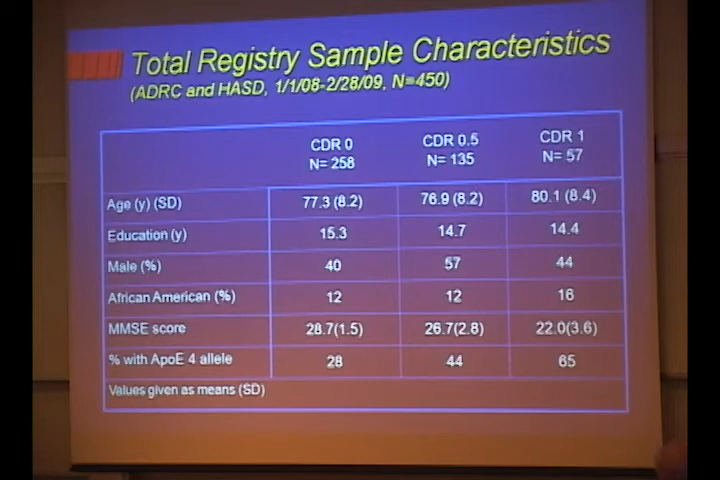 Total Registry Sample Characteristics
(ADRC and HASD, 1/1/08-2/28/09, N=450)
CDR 0 CDR 0.5 CDR 1
N= 258 N= 135 N= 57
Age (y) (SD) 77.3 (8.2) 76.9 (8.2) 80.1 (8.4)
Education (y) 15.3 14.7 14.4
Male (%) 40 57 44
African American (%) 12 12 16
MMSE score 28.7(1.5) 26.7(2.8) 22.0(3.6)
% with ApoE 4 allele 28 44 65
Values given as means (SD)